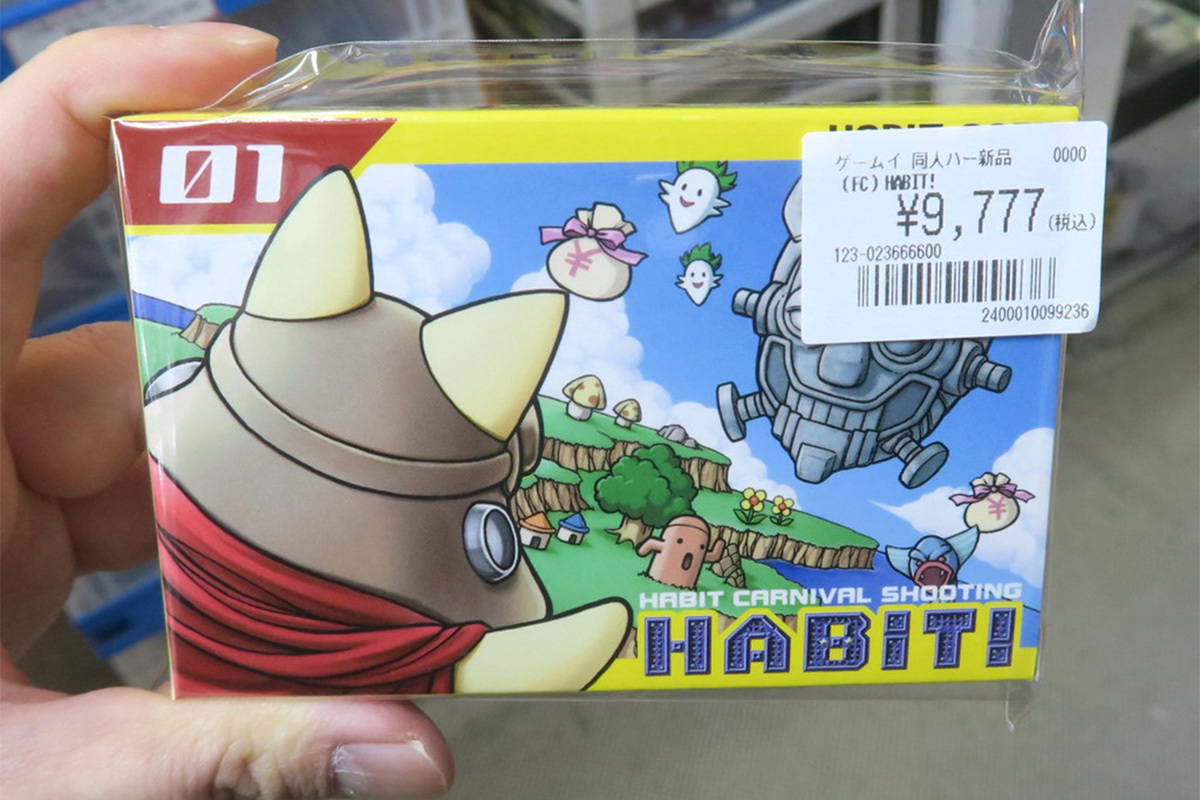 01
ゲームイ 同人ハー新品 0000
(FC)HABIT!
¥9,777(税込)
123-023666600
2400010099236
¥
¥
HABIT CARNIVAL SHOOTING
HABiT!